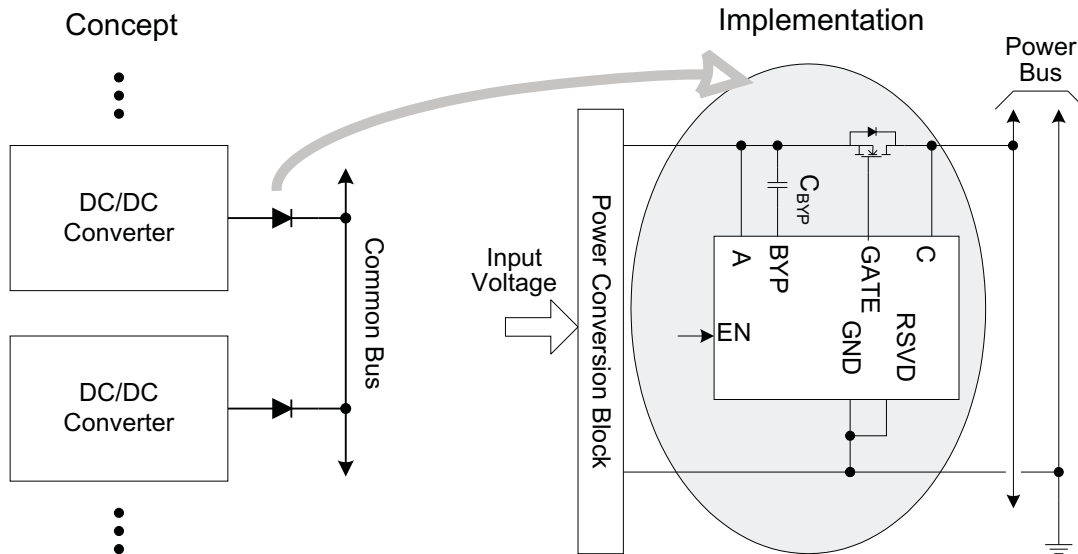 Concept
DC/DC
Converter
DC/DC
Converter
Common Bus
Implementation
Power
Bus
Input
Voltage
Power Conversion Block
C_BYP
A
BYP
GATE
C
EN
GND
RSVD